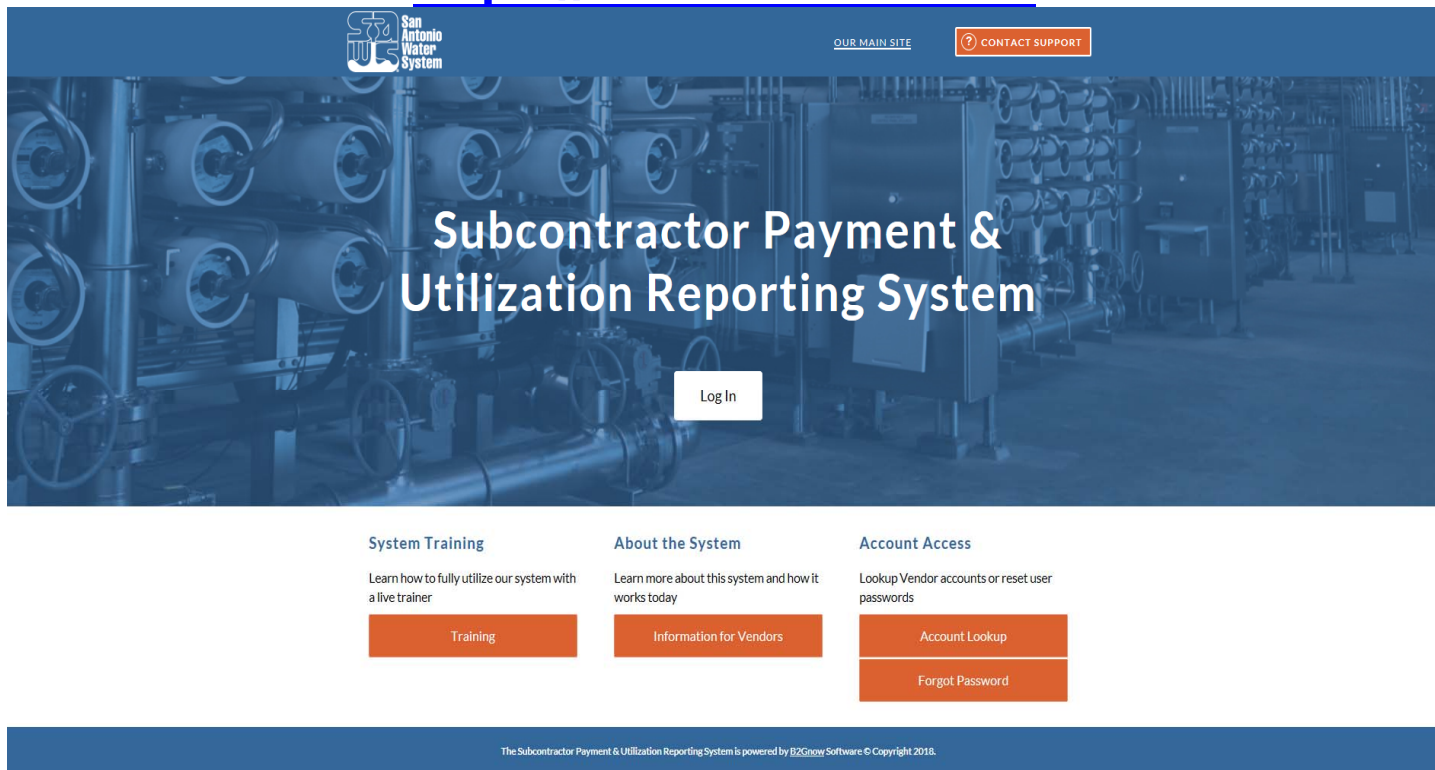 San
Antonio
Water
System
OUR MAIN SITE
? CONTACT SUPPORT
Subcontractor Payment &
Utilization Reporting System
Log In
System Training
Learn how to fully utilize our system with
a live trainer
Training
About the System
Learn more about this system and how it
works today
Information for Vendors
Account Access
Lookup Vendor accounts or reset user
passwords
Account Lookup
Forgot Password
The Subcontractor Payment & Utilization Reporting System is powered by B2Gnow Software © Copyright 2018.